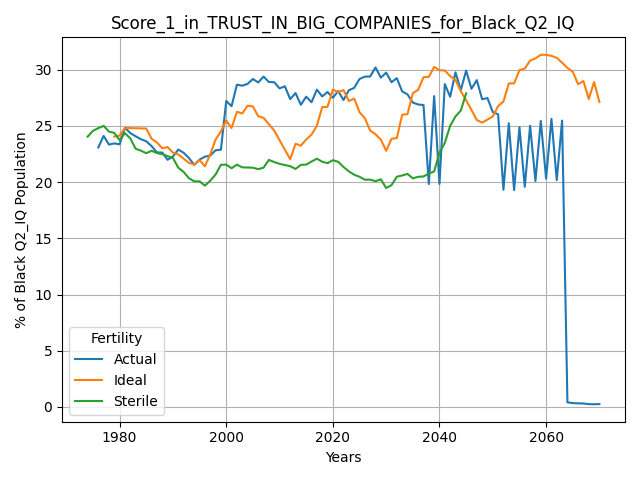 Score_1_in_TRUST_IN_BIG_COMPANIES_for_Black_Q2_IQ
% of Black Q2_IQ Population
30
25
20
15
10
5
0
Fertility
Actual
Ideal
Sterile
1980 2000 2020 2040 2060
Years